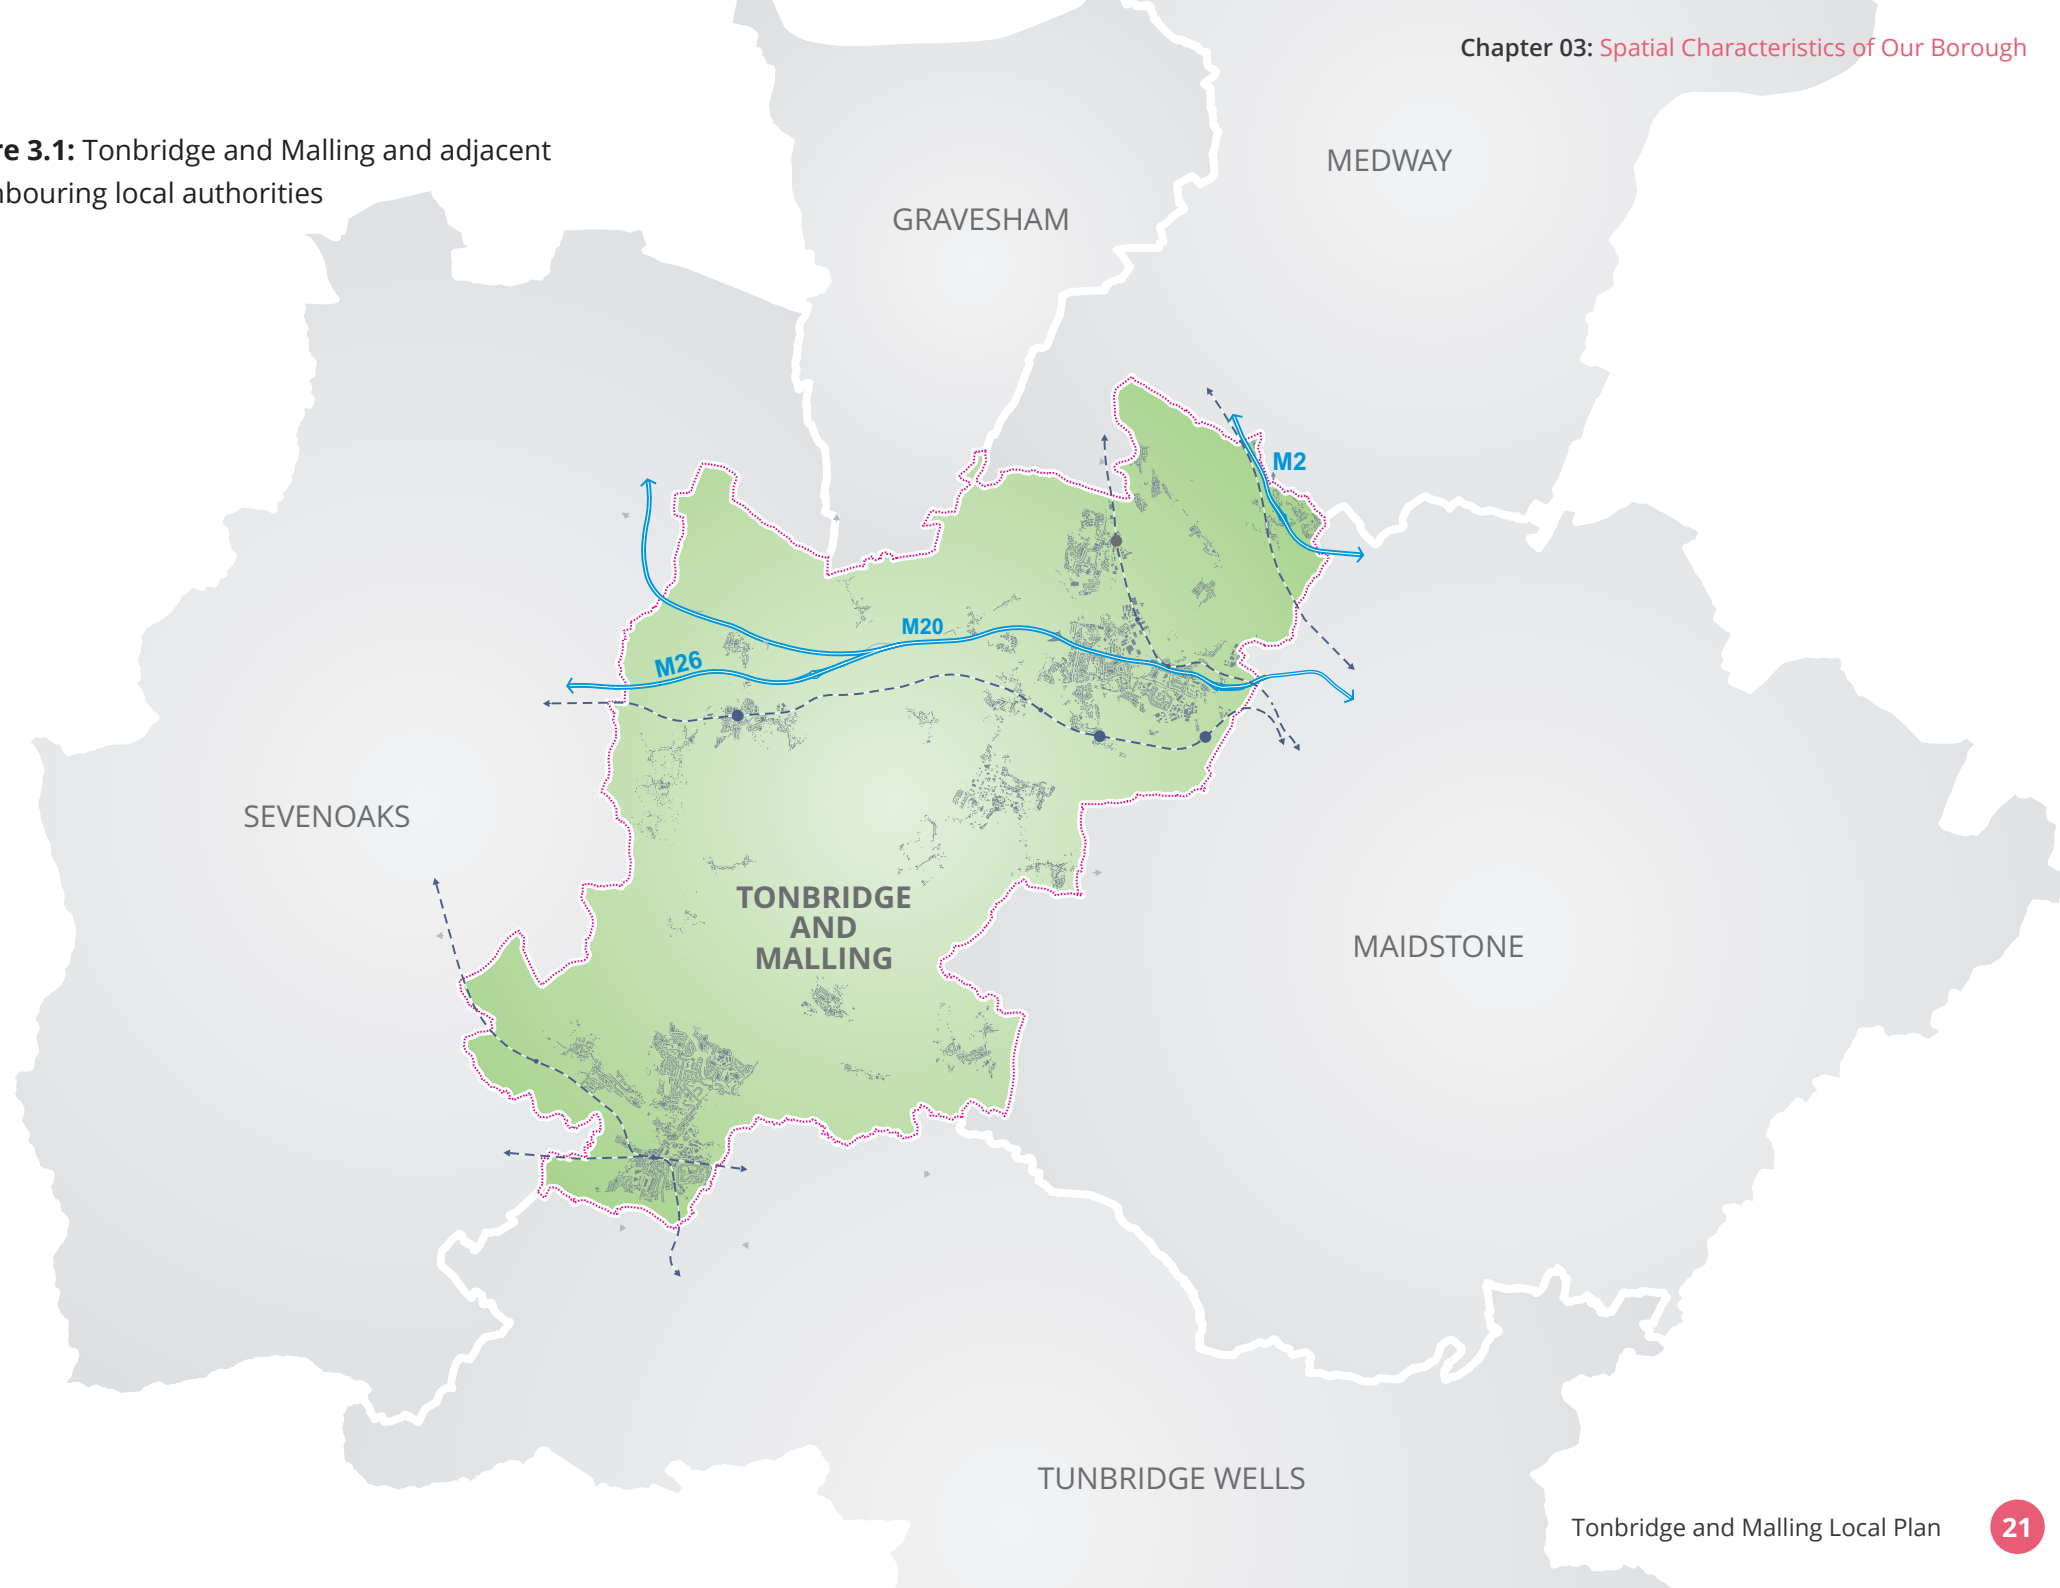 Chapter 03: Spatial Characteristics of Our Borough
re 3.1: Tonbridge and Malling and adjacent
bouring local authorities
MEDWAY
GRAVESHAM
M2
M20
M26
SEVENOAKS
TONBRIDGE
AND
MALLING
MAIDSTONE
TUNBRIDGE WELLS
Tonbridge and Malling Local Plan
21